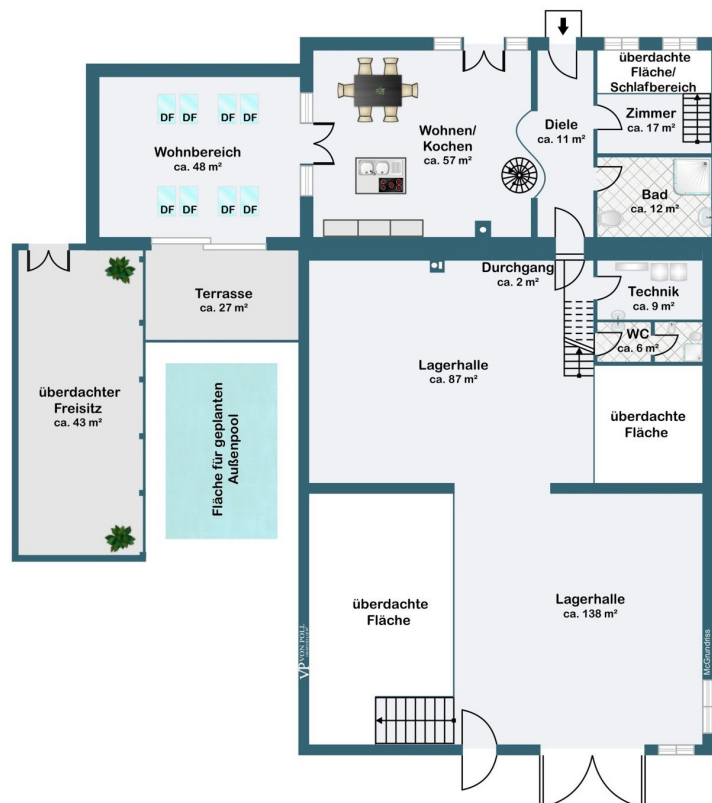 überdachte
Fläche/
Schlafbereich
Zimmer
ca. 17 m²
Diele
ca. 11 m²
Wohnen/
Kochen
ca. 57 m²
DF DF DF DF
Wohnbereich
ca. 48 m²
DF DF DF DF
Bad
ca. 12 m²
Durchgang
ca. 2 m²
Technik
ca. 9 m²
Terrasse
ca. 27 m²
WC
ca. 6 m²
Lagerhalle
ca. 87 m²
überdachter
Freisitz
ca. 43 m²
Fläche für geplanten
Außenpool
überdachte
Fläche
überdachte
Fläche
Lagerhalle
ca. 138 m²
VP VON POLL
McGrundriss